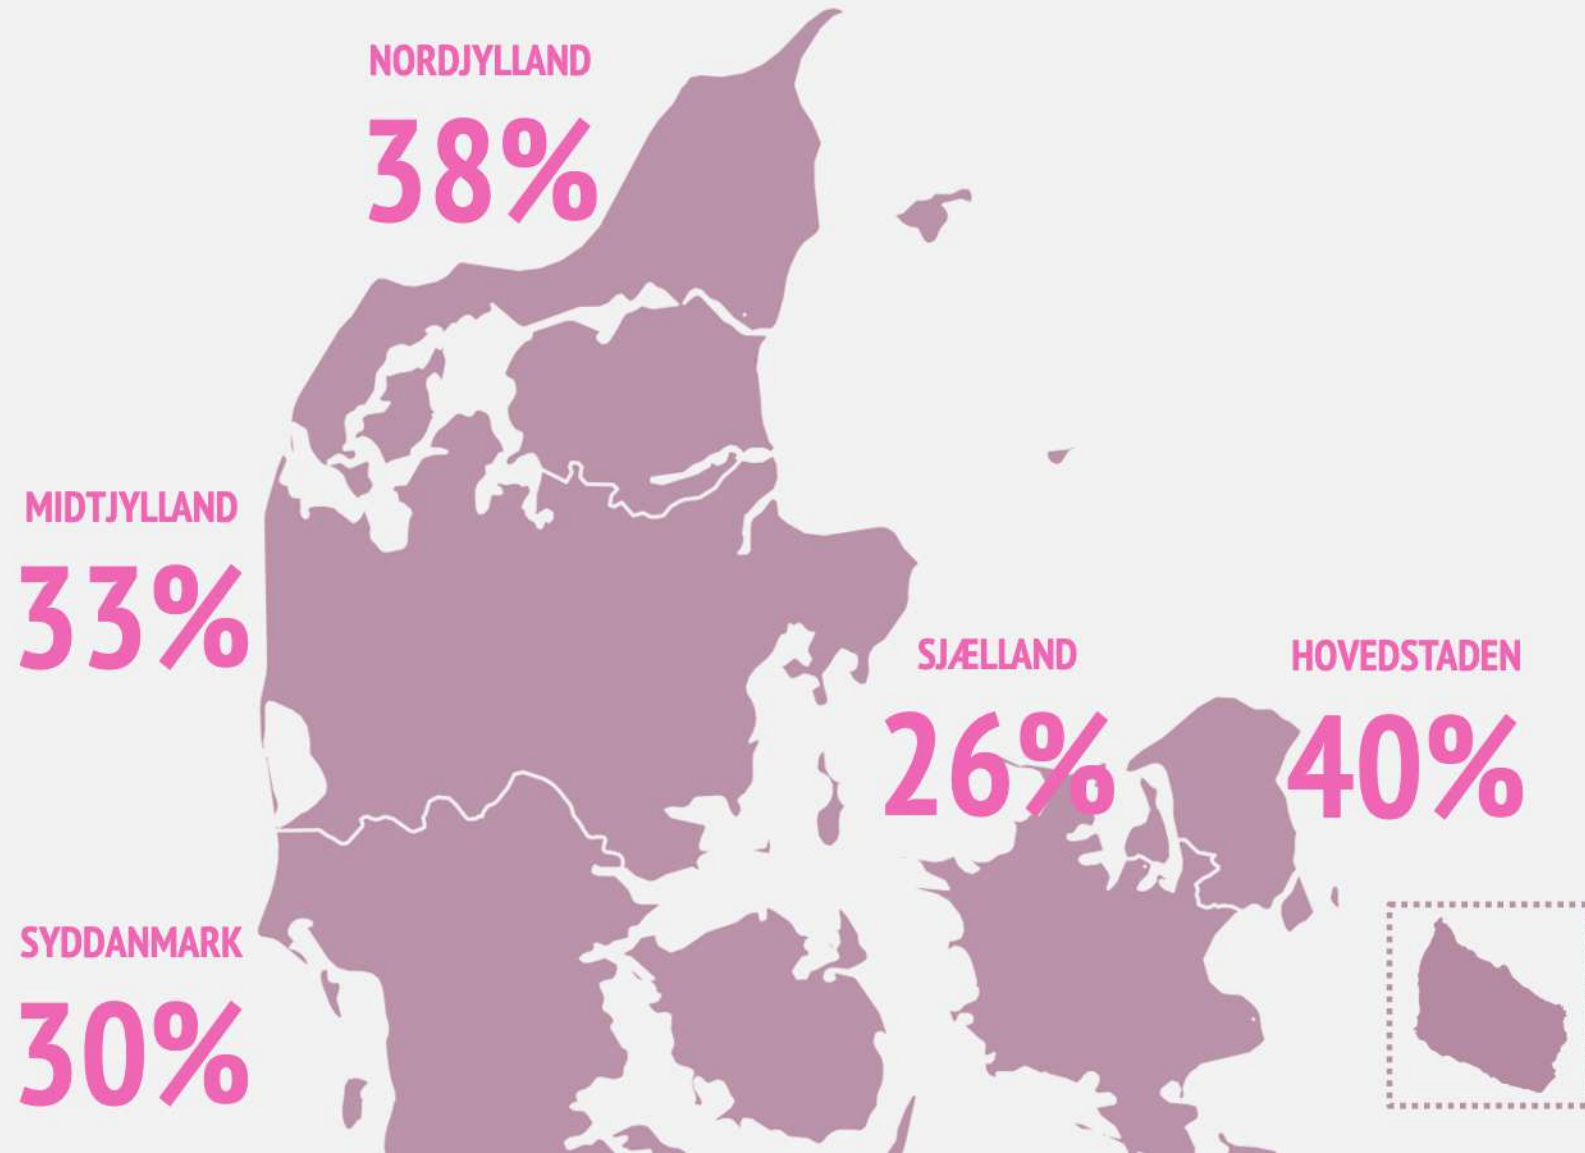 NORDJYLLAND
38%
MIDTJYLLAND
33%
SJÆLLAND
26%
HOVEDSTADEN
40%
SYDDANMARK
30%